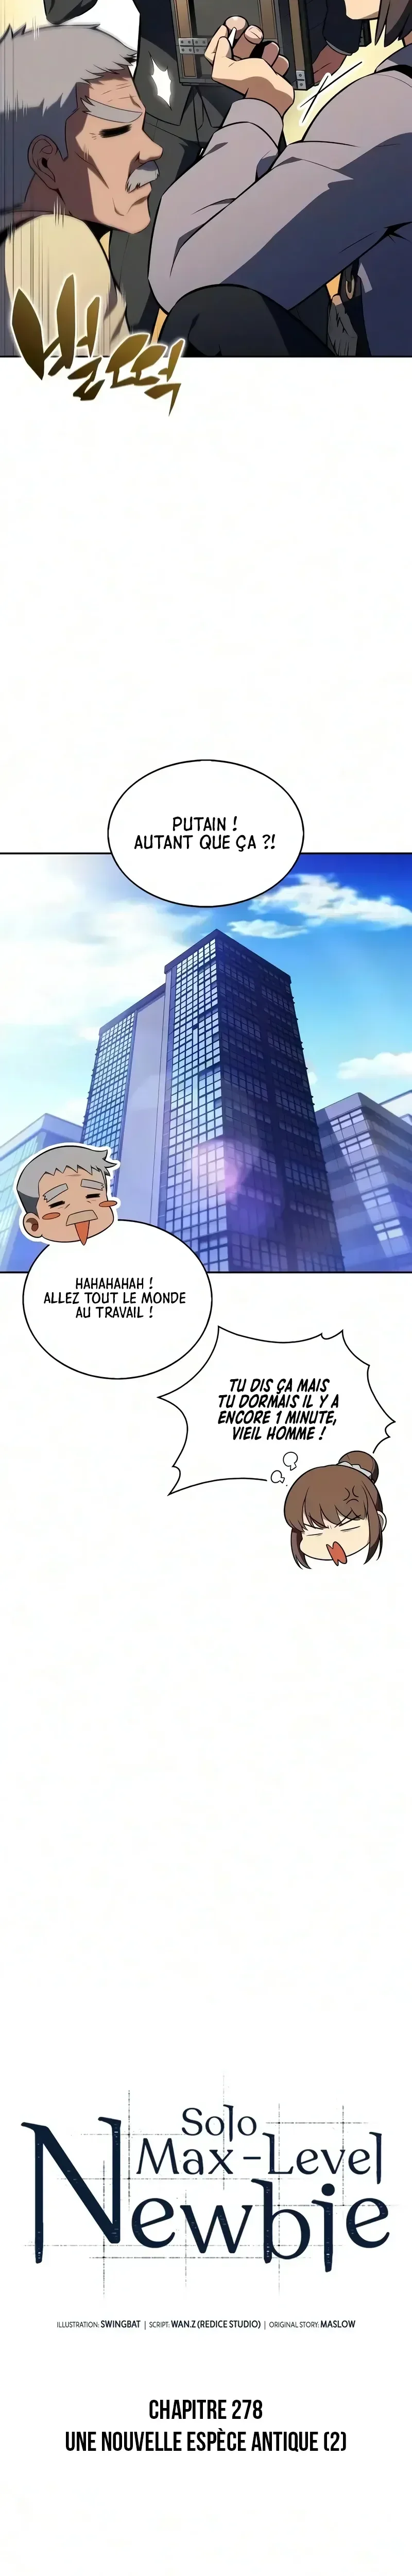 벌떡
PUTAIN !
AUTANT QUE ÇA ?!
HAHAHAHAH !
ALLEZ TOUT LE MONDE
AU TRAVAIL !
TU DIS ÇA MAIS
TU DORMAIS IL Y A
ENCORE 1 MINUTE,
VIEIL HOMME !
Solo
Max-Level
Newbie
ILLUSTRATION: SWINGBAT | SCRIPT: WAN.Z (REDICE STUDIO) | ORIGINAL STORY: MASLOW
CHAPITRE 278
UNE NOUVELLE ESPÈCE ANTIQUE (2)